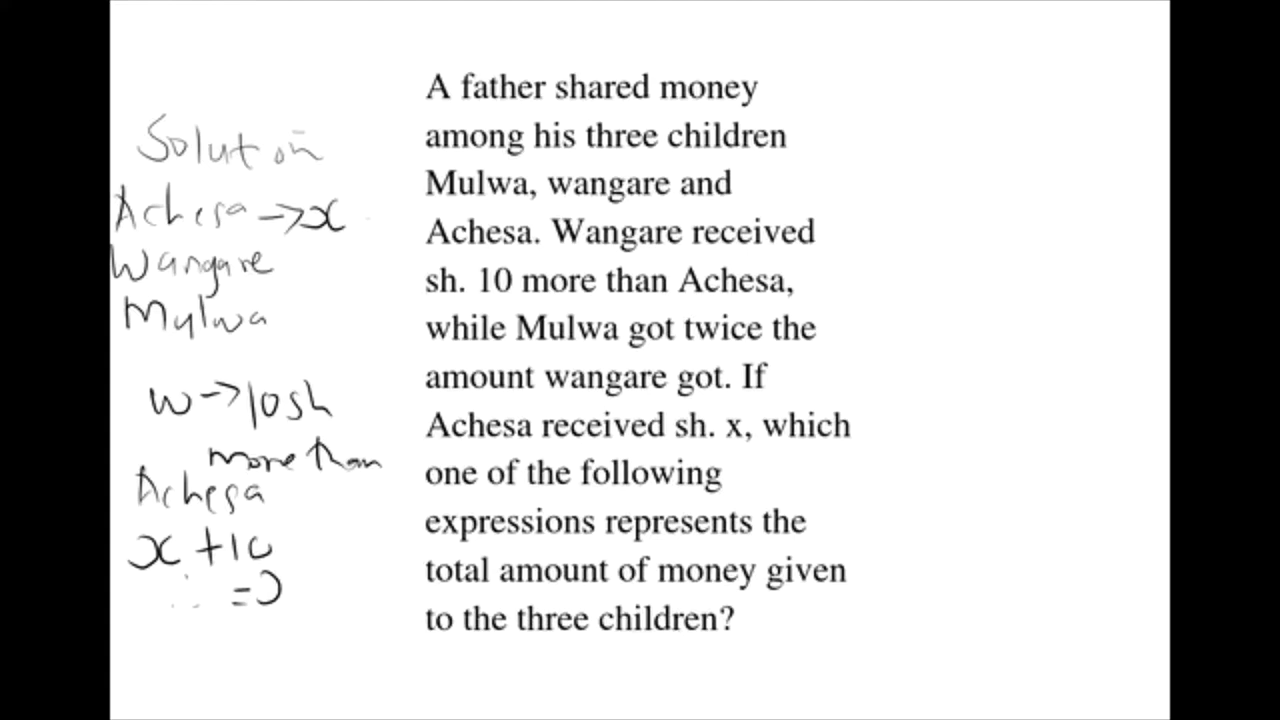 Solution
Achesa → x
Wangare
Mulwa
W → 10sh
more than
Achesa
x + 10
A father shared money
among his three children
Mulwa, wangare and
Achesa. Wangare received
sh. 10 more than Achesa,
while Mulwa got twice the
amount wangare got. If
Achesa received sh. x, which
one of the following
expressions represents the
total amount of money given
to the three children?